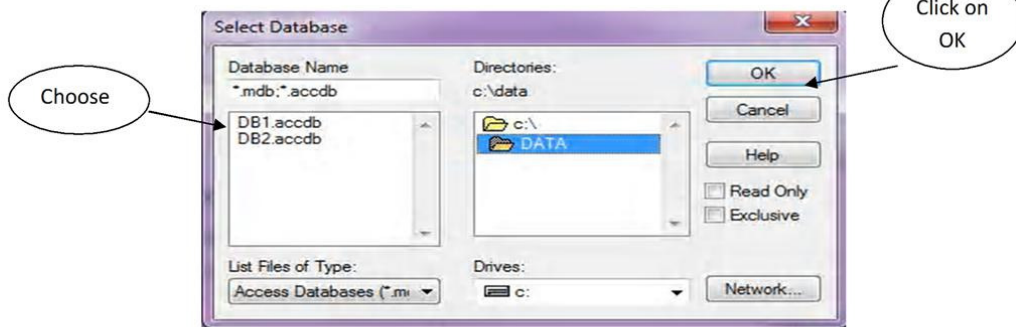 Click on
OK
Choose
Select Database
Database Name
*.mdb;*.accdb
DB1.accdb
DB2.accdb
List Files of Type:
Access Databases (*.m
Directories:
c:\data
c:\
DATA
Drives:
c:
OK
Cancel
Help
Read Only
Exclusive
Network...